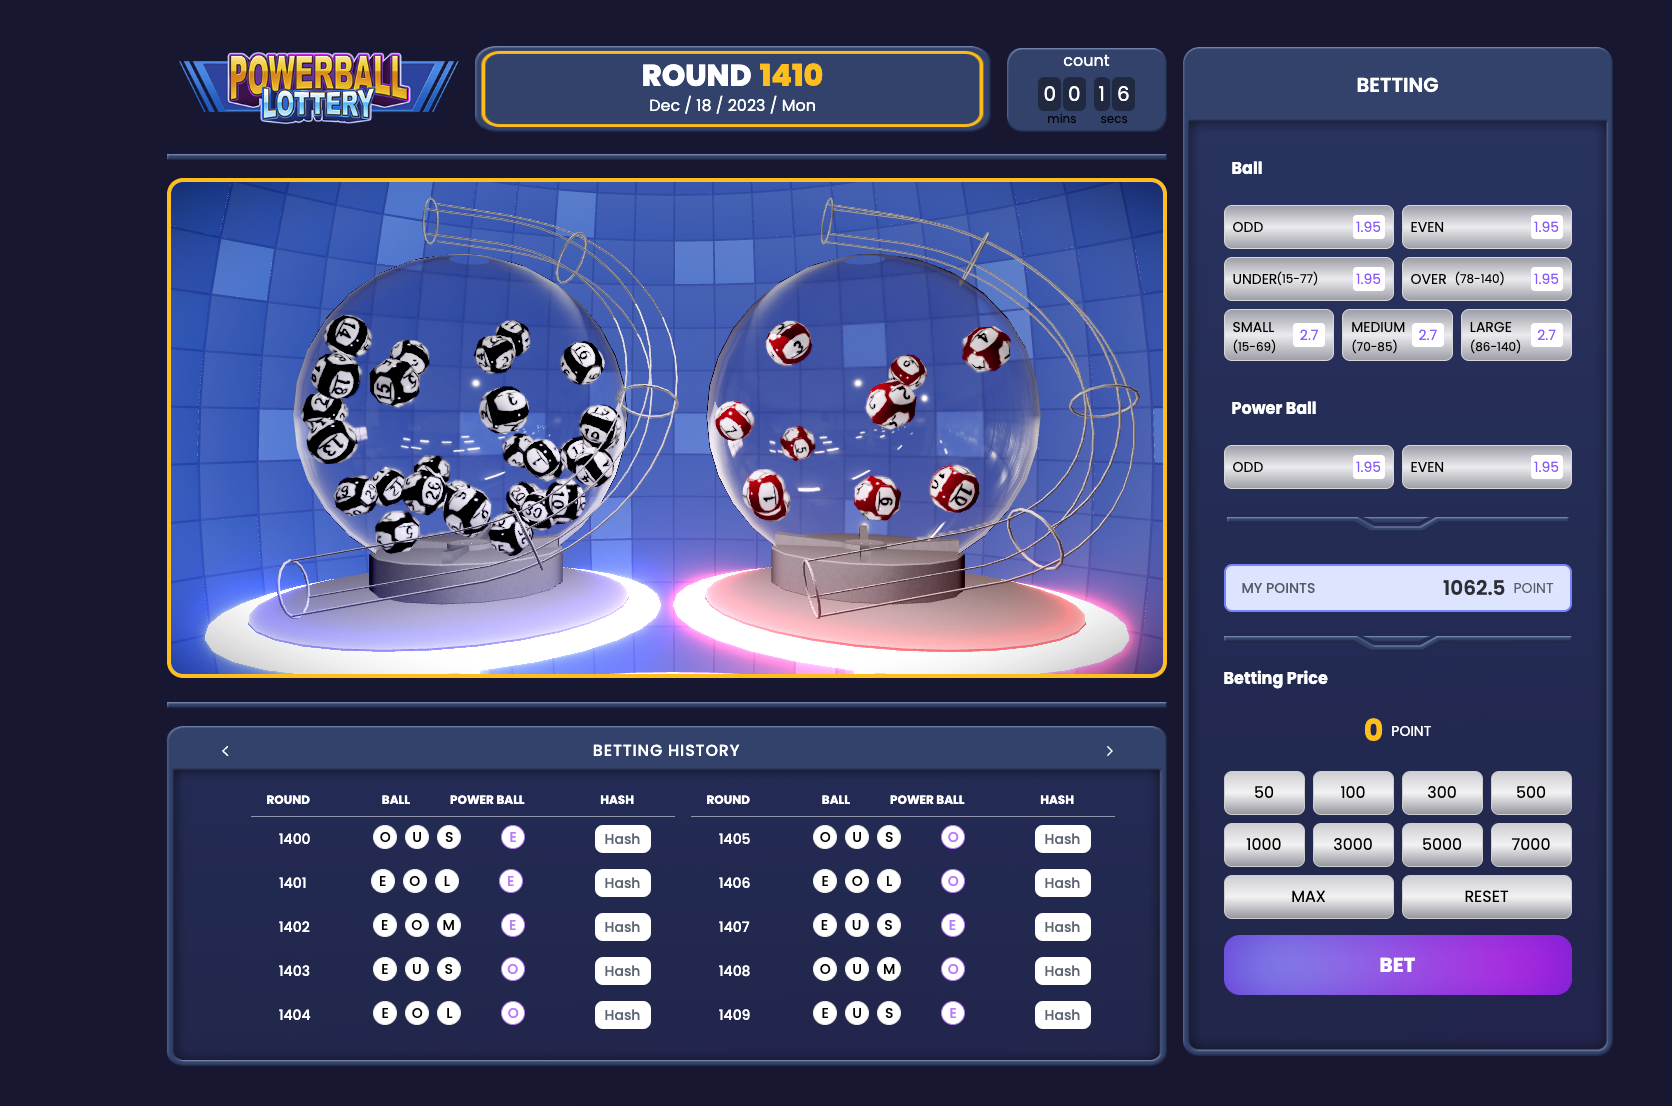 POWERBALL
LOTTERY
ROUND 1410
Dec / 18 / 2023 / Mon
count
0 0 1 6
mins secs
BETTING HISTORY
ROUND BALL POWER BALL HASH ROUND BALL POWER BALL HASH
1400 O U S E Hash 1405 O U S O Hash
1401 E O L E Hash 1406 E O L O Hash
1402 E O M E Hash 1407 E U S E Hash
1403 E U S O Hash 1408 O U M O Hash
1404 E O L O Hash 1409 E U S E Hash
BETTING
Ball
ODD 1.95 EVEN 1.95
UNDER(15-77) 1.95 OVER (78-140) 1.95
SMALL 2.7 MEDIUM 2.7 LARGE 2.7
(15-69) (70-85) (86-140)
Power Ball
ODD 1.95 EVEN 1.95
MY POINTS 1062.5 POINT
Betting Price
0 POINT
50 100 300 500
1000 3000 5000 7000
MAX RESET
BET